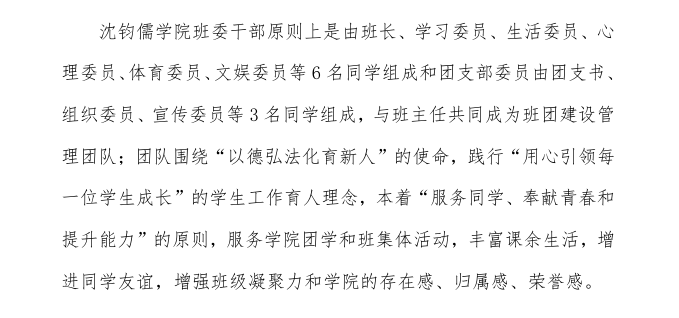 沈钧儒学院班委干部原则上是由班长、学习委员、生活委员、心
理委员、体育委员、文娱委员等 6 名同学组成和团支部委员由团支书、
组织委员、宣传委员等 3 名同学组成，与班主任共同成为班团建设管
理团队；团队围绕“以德弘法化育新人”的使命，践行“用心引领每
一位学生成长”的学生工作育人理念，本着“服务同学、奉献青春和
提升能力”的原则，服务学院团学和班集体活动，丰富课余生活，增
进同学友谊，增强班级凝聚力和学院的存在感、归属感、荣誉感。